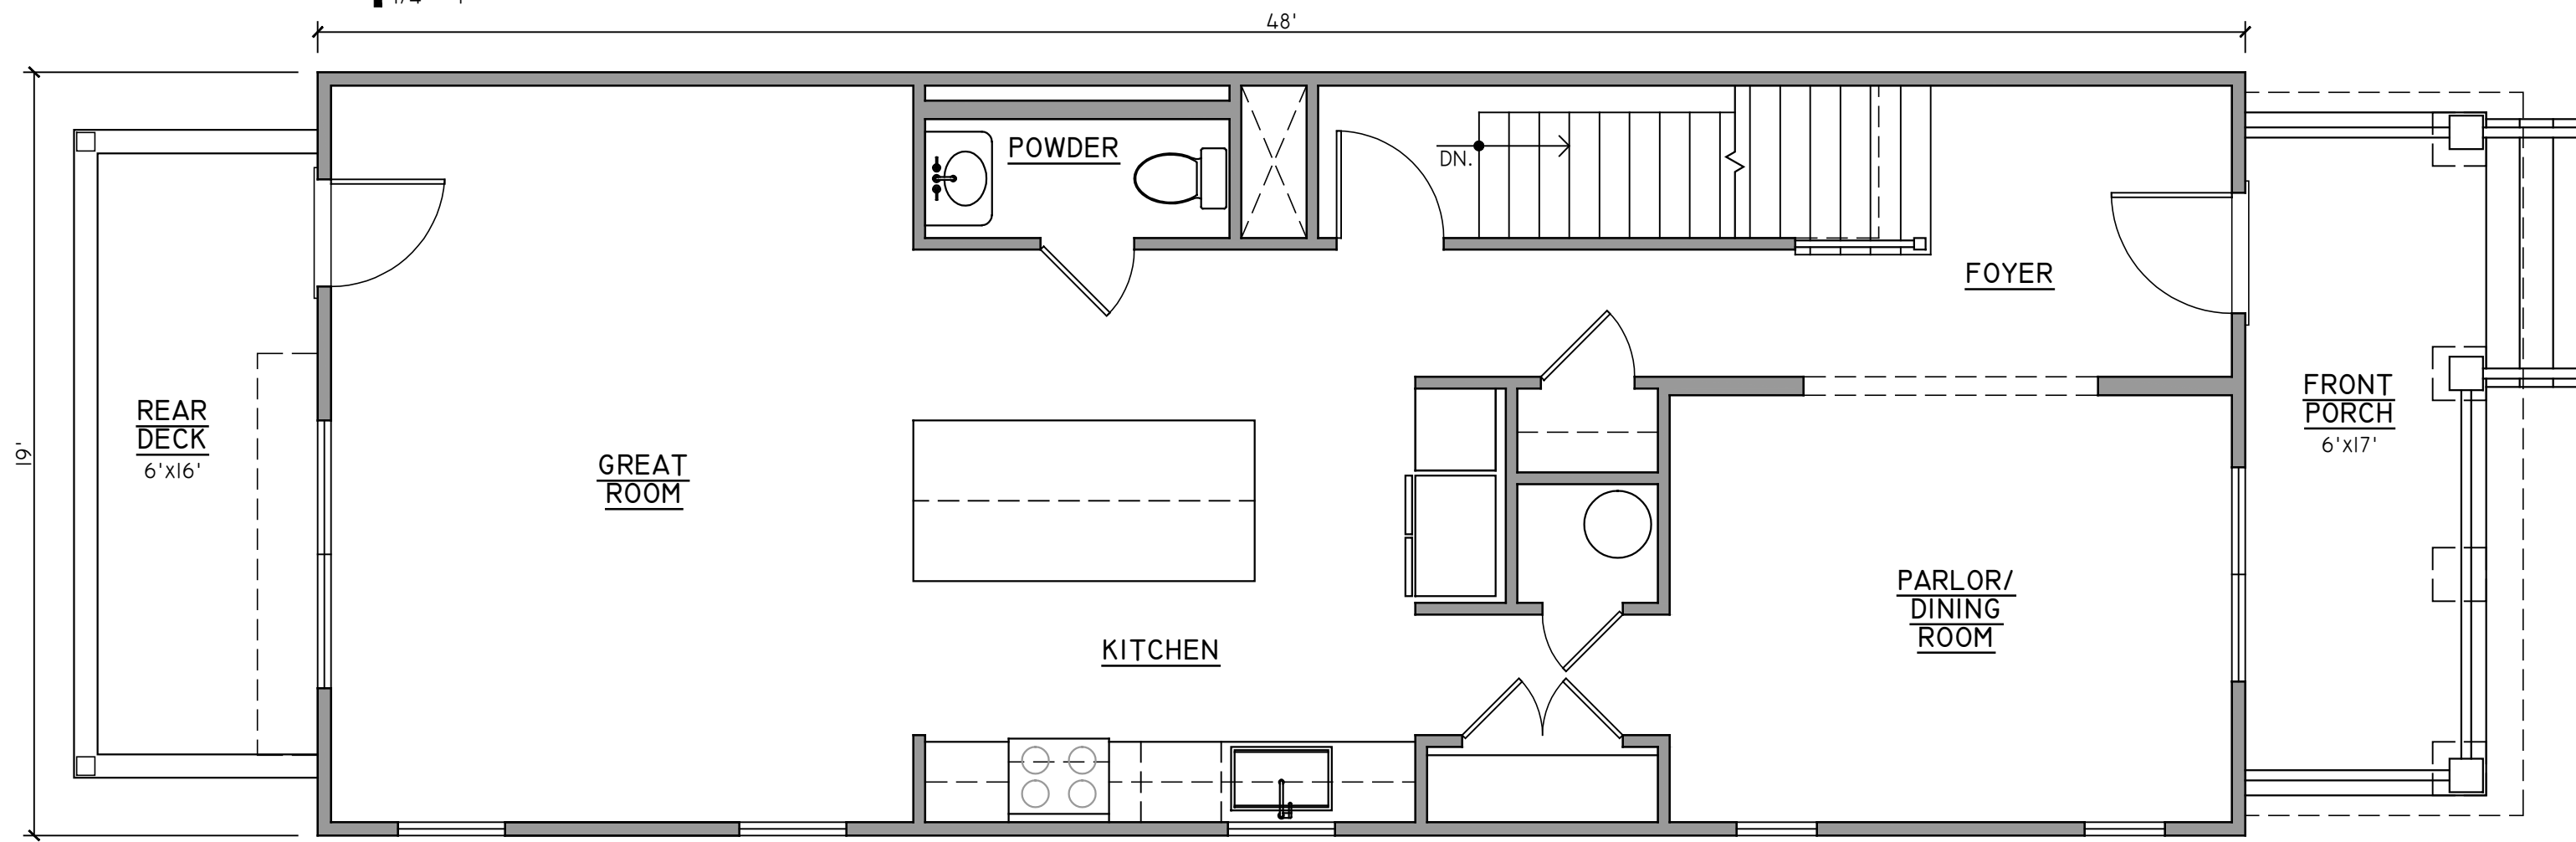 48'
POWDER
DN.
FOYER
REAR
DECK
6'x16'
19'
GREAT
ROOM
FRONT
PORCH
6'x17'
PARLOR/
DINING
ROOM
KITCHEN